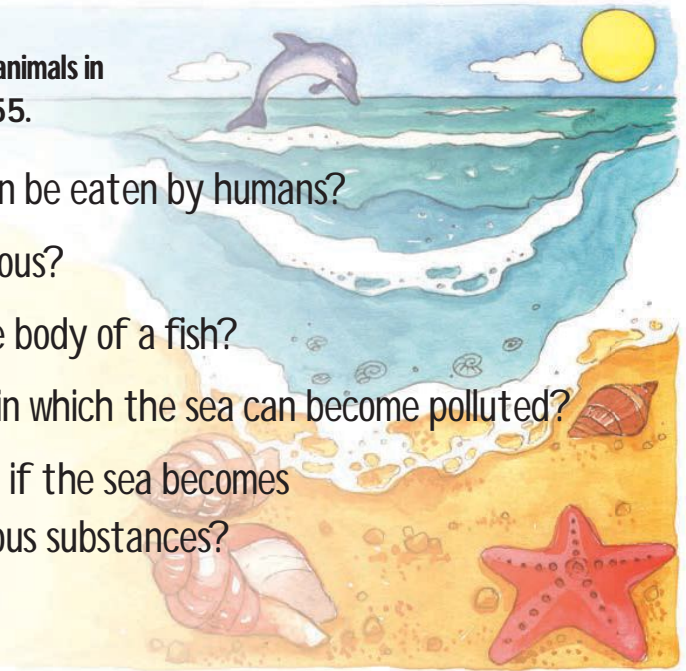 animals in
55.
n be eaten by humans?
ous?
e body of a fish?
in which the sea can become polluted?
if the sea becomes
ous substances?